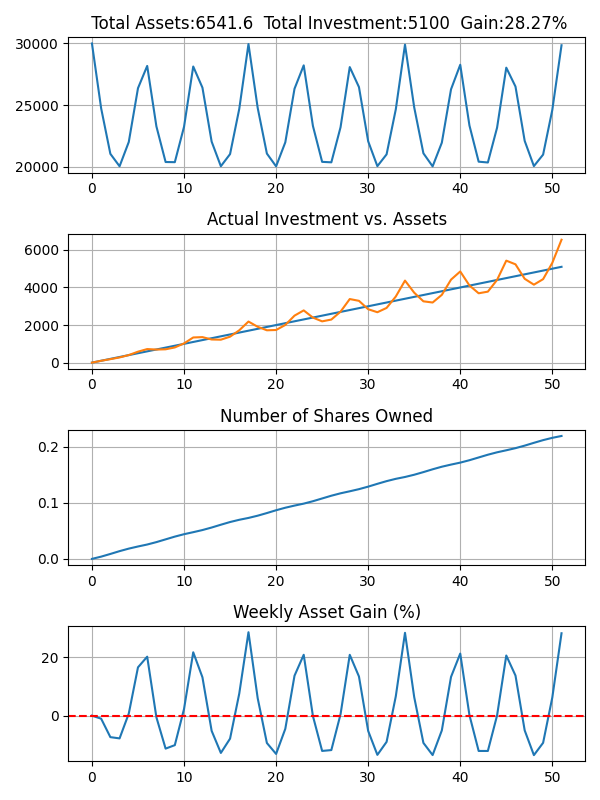 Total Assets:6541.6 Total Investment:5100 Gain:28.27%
30000
25000
20000
0 10 20 30 40 50
Actual Investment vs. Assets
6000
4000
2000
0
0 10 20 30 40 50
Number of Shares Owned
0.2
0.1
0.0
0 10 20 30 40 50
Weekly Asset Gain (%)
20
0
0 10 20 30 40 50